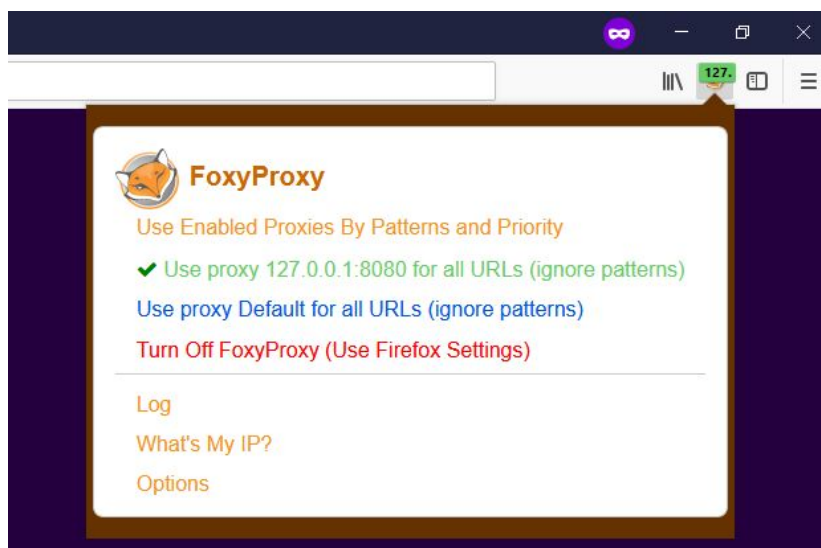 127.
FoxyProxy
Use Enabled Proxies By Patterns and Priority
Use proxy 127.0.0.1:8080 for all URLs (ignore patterns)
Use proxy Default for all URLs (ignore patterns)
Turn Off FoxyProxy (Use Firefox Settings)
Log
What's My IP?
Options